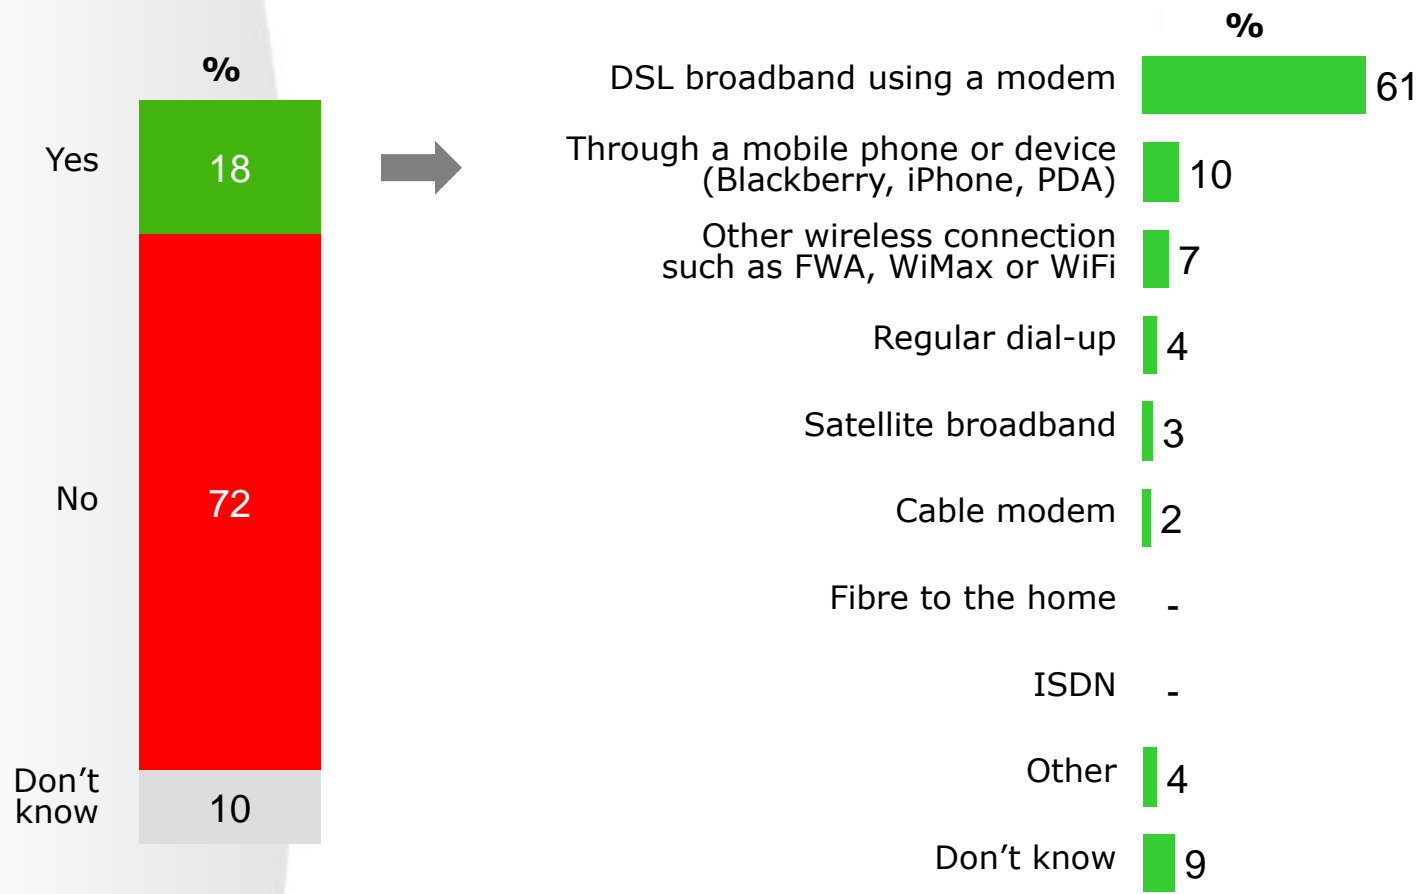 %
Yes
18
No
72
Don’t
know
10
%
DSL broadband using a modem
61
Through a mobile phone or device
(Blackberry, iPhone, PDA)
10
Other wireless connection
such as FWA, WiMax or WiFi
7
Regular dial-up
4
Satellite broadband
3
Cable modem
2
Fibre to the home
-
ISDN
-
Other
4
Don’t know
9